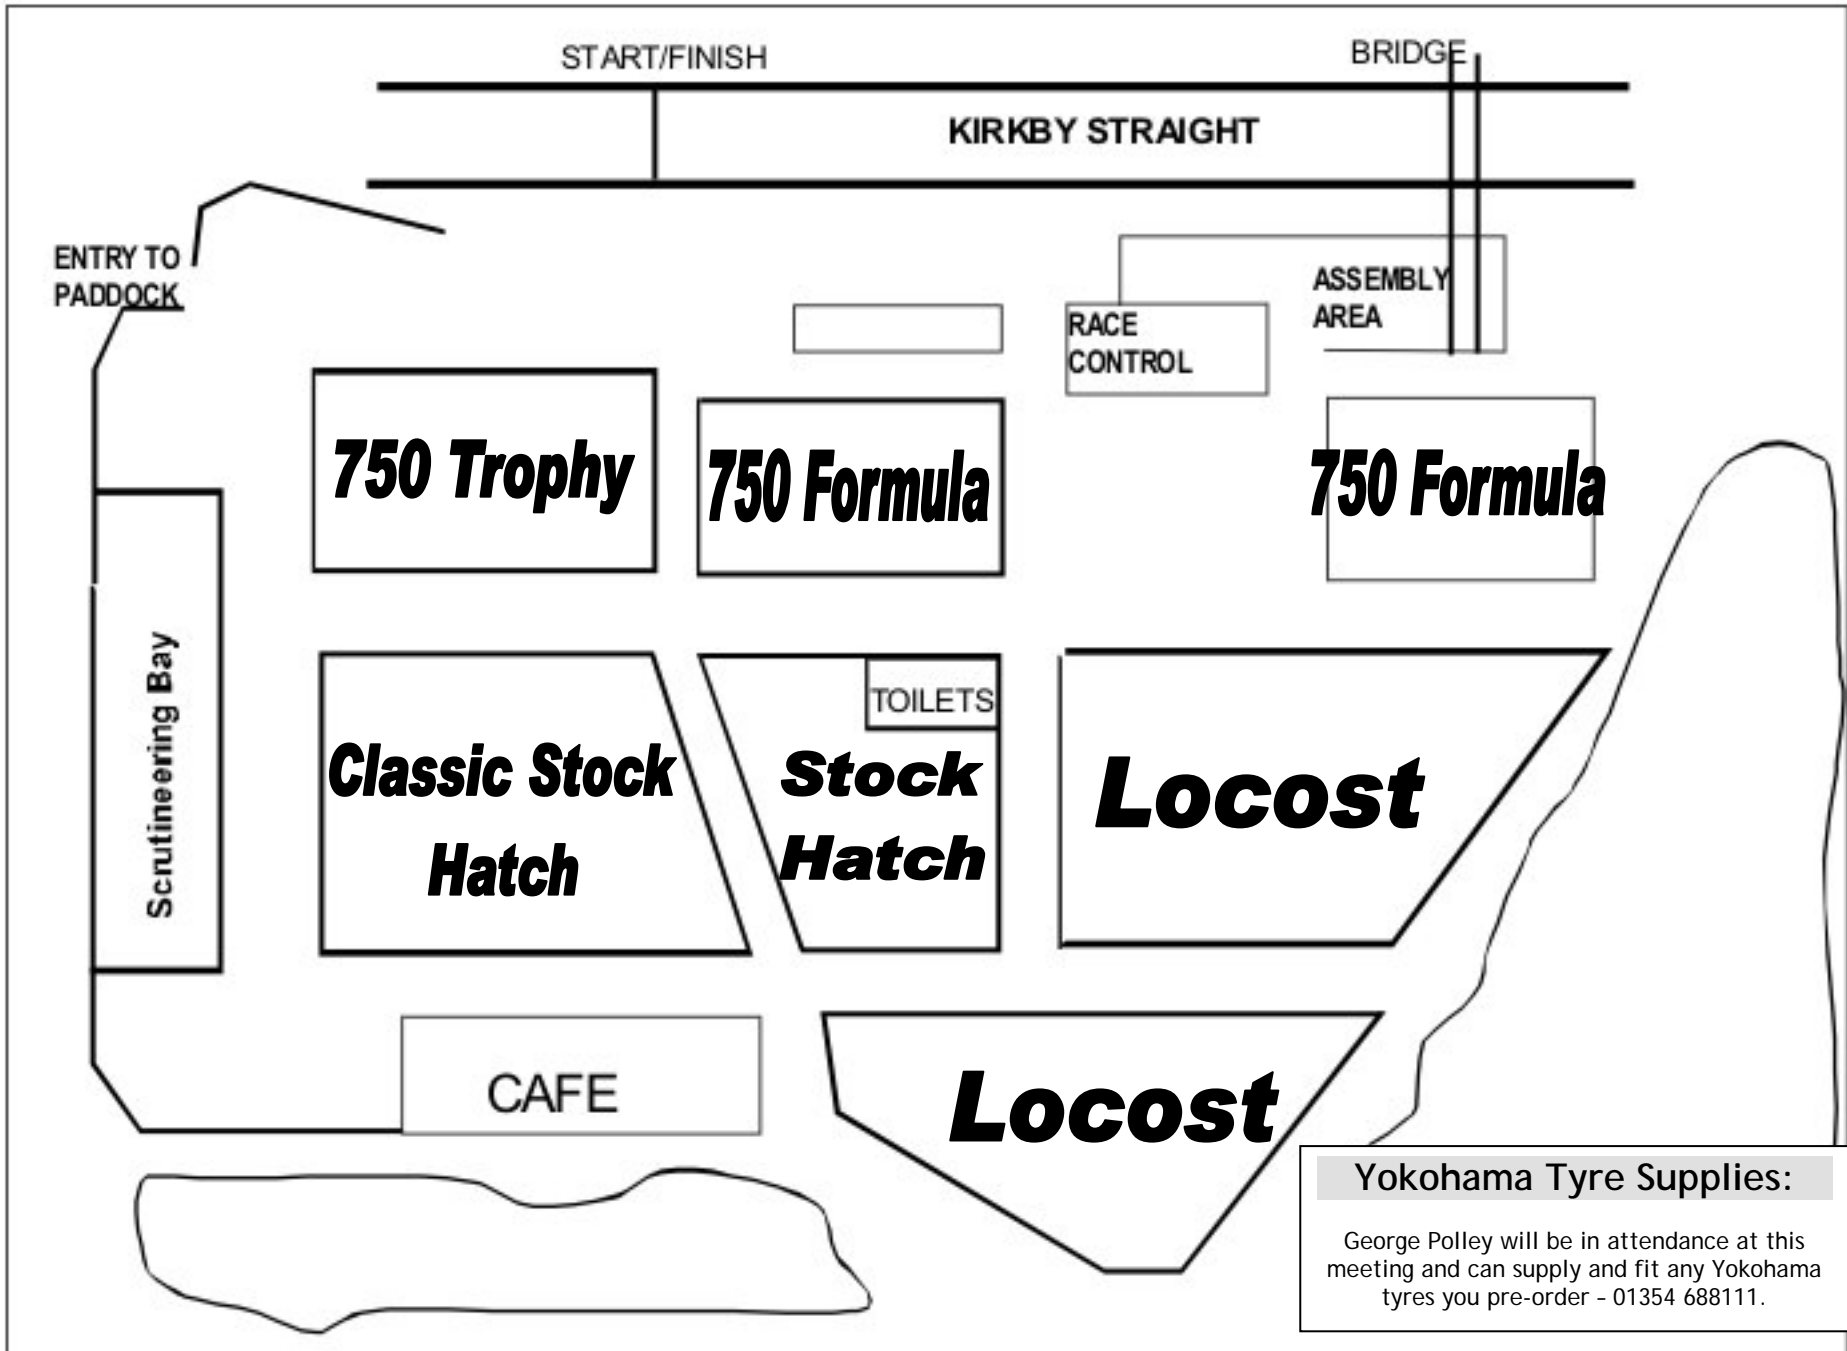 START/FINISH
BRIDGE
KIRKBY STRAIGHT
ENTRY TO
PADDOCK
ASSEMBLY
AREA
RACE
CONTROL
750 Trophy
750 Formula
750 Formula
Scrutineering Bay
TOILETS
Classic Stock
Hatch
Stock
Hatch
Locost
CAFE
Locost
Yokohama Tyre Supplies:
George Polley will be in attendance at this
meeting and can supply and fit any Yokohama
tyres you pre-order – 01354 688111.